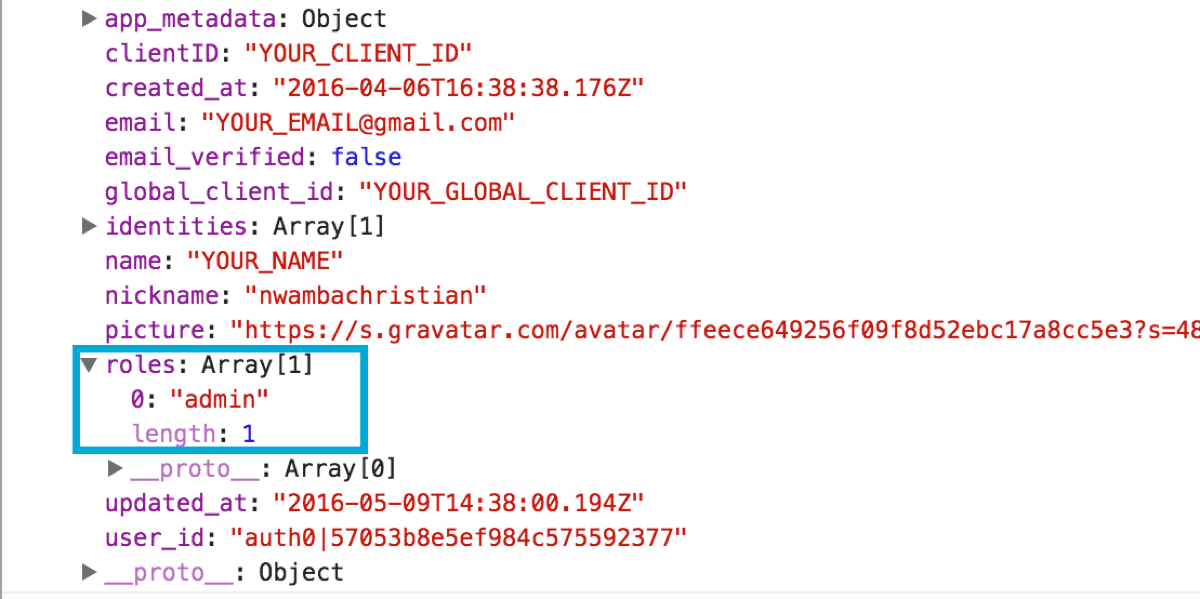 ▶ app_metadata: Object
clientID: "YOUR_CLIENT_ID"
created_at: "2016-04-06T16:38:38.176Z"
email: "YOUR_EMAIL@gmail.com"
email_verified: false
global_client_id: "YOUR_GLOBAL_CLIENT_ID"
▶ identities: Array[1]
name: "YOUR_NAME"
nickname: "nwambachristian"
picture: "https://s.gravatar.com/avatar/ffeece649256f09f8d52ebc17a8cc5e3?s=48
▼ roles: Array[1]
0: "admin"
length: 1
▶ __proto__: Array[0]
updated_at: "2016-05-09T14:38:00.194Z"
user_id: "auth0|57053b8e5ef984c575592377"
▶ __proto__: Object